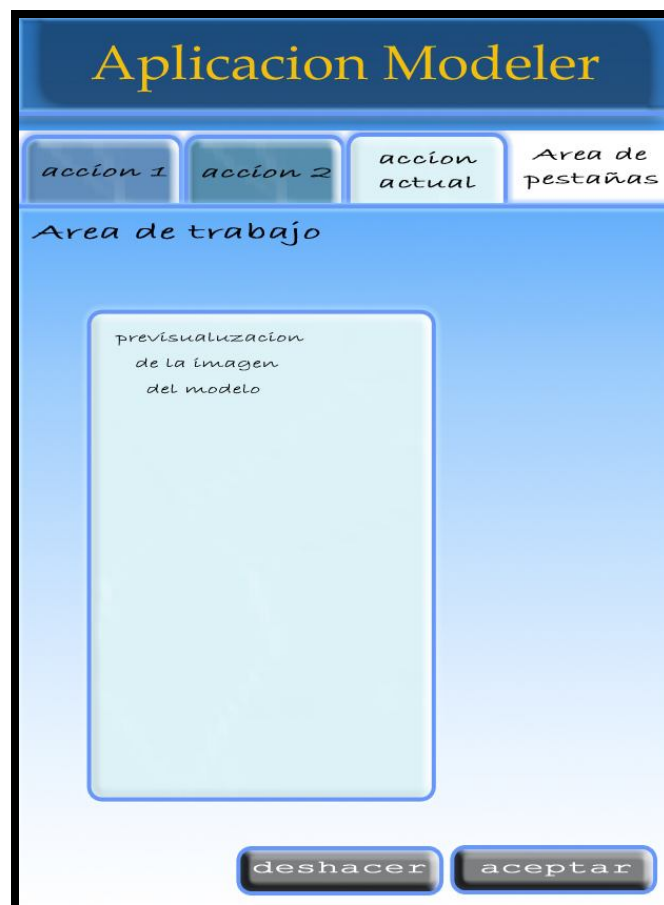 Aplicacion Modeler
accion 1
accion 2
accion
actual
Area de
pestañas
Area de trabajo
previsualuzacion
de la imagen
del modelo
deshacer
aceptar